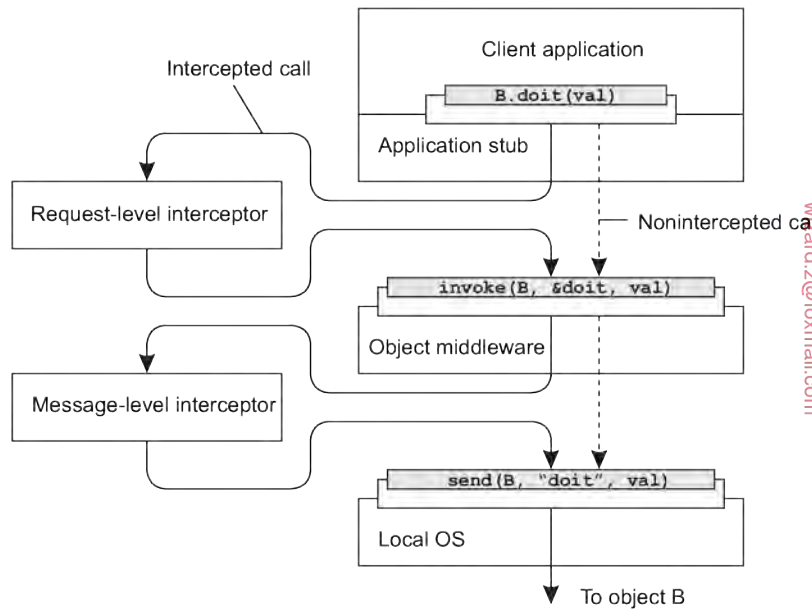 Client application
Intercepted call
B.doit(val)
Application stub
Request-level interceptor
Nonintercepted ca
invoke(B, &doit, val)
Object middleware
Message-level interceptor
send(B, "doit", val)
Local OS
To object B